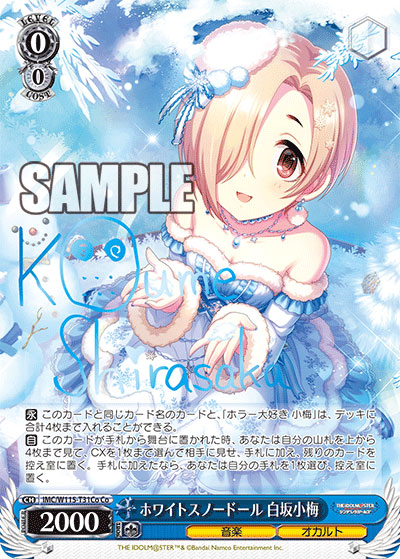 LEVEL
0
0
COST
SAMPLE
Koume
Shirasaka
永 このカードと同じカード名のカードと、「ホラー大好き 小梅」は、デッキに
合計4枚まで入れることができる。
自 このカードが手札から舞台に置かれた時、あなたは自分の山札を上から
4枚まで見て、CXを1枚まで選んで相手に見せ、手札に加え、残りのカードを
控え室に置く。手札に加えたなら、あなたは自分の手札を1枚選び、控え室に
置く。
CH IMC/W115-T31Co Co
2000
ホワイトスノードール 白坂小梅
THE IDOLM@STER
音楽
オカルト
THE IDOLM@STER™& ©Bandai Namco Entertainment Inc.